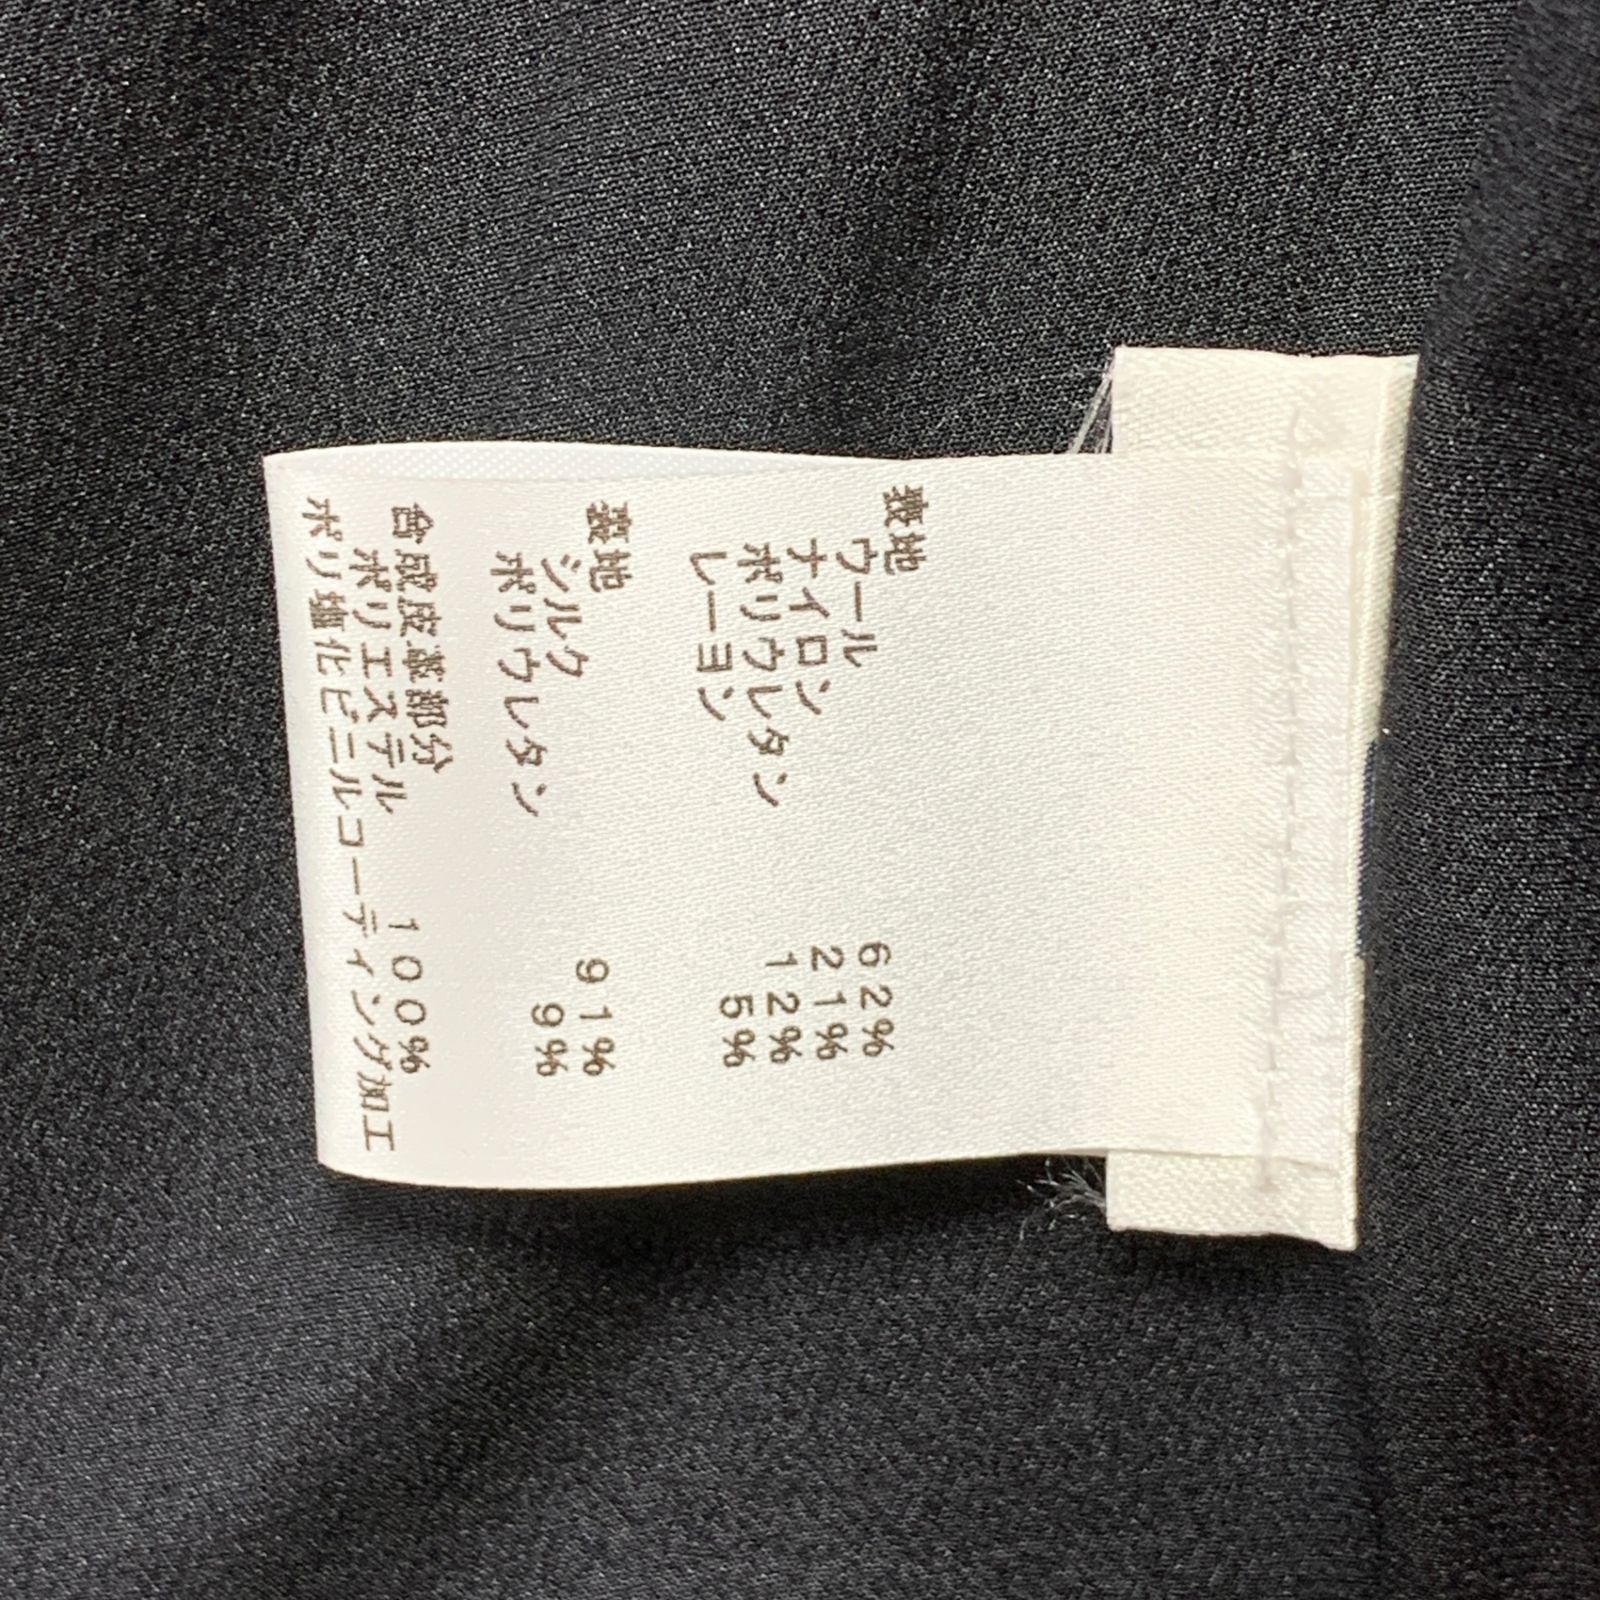 表地
ウール 62%
ナイロン 21%
ポリウレタン 12%
レーヨン 5%
裏地
シルク 91%
ポリウレタン 9%
合成皮革部分
ポリエステル 100%
ポリ塩化ビニルコーティング加工